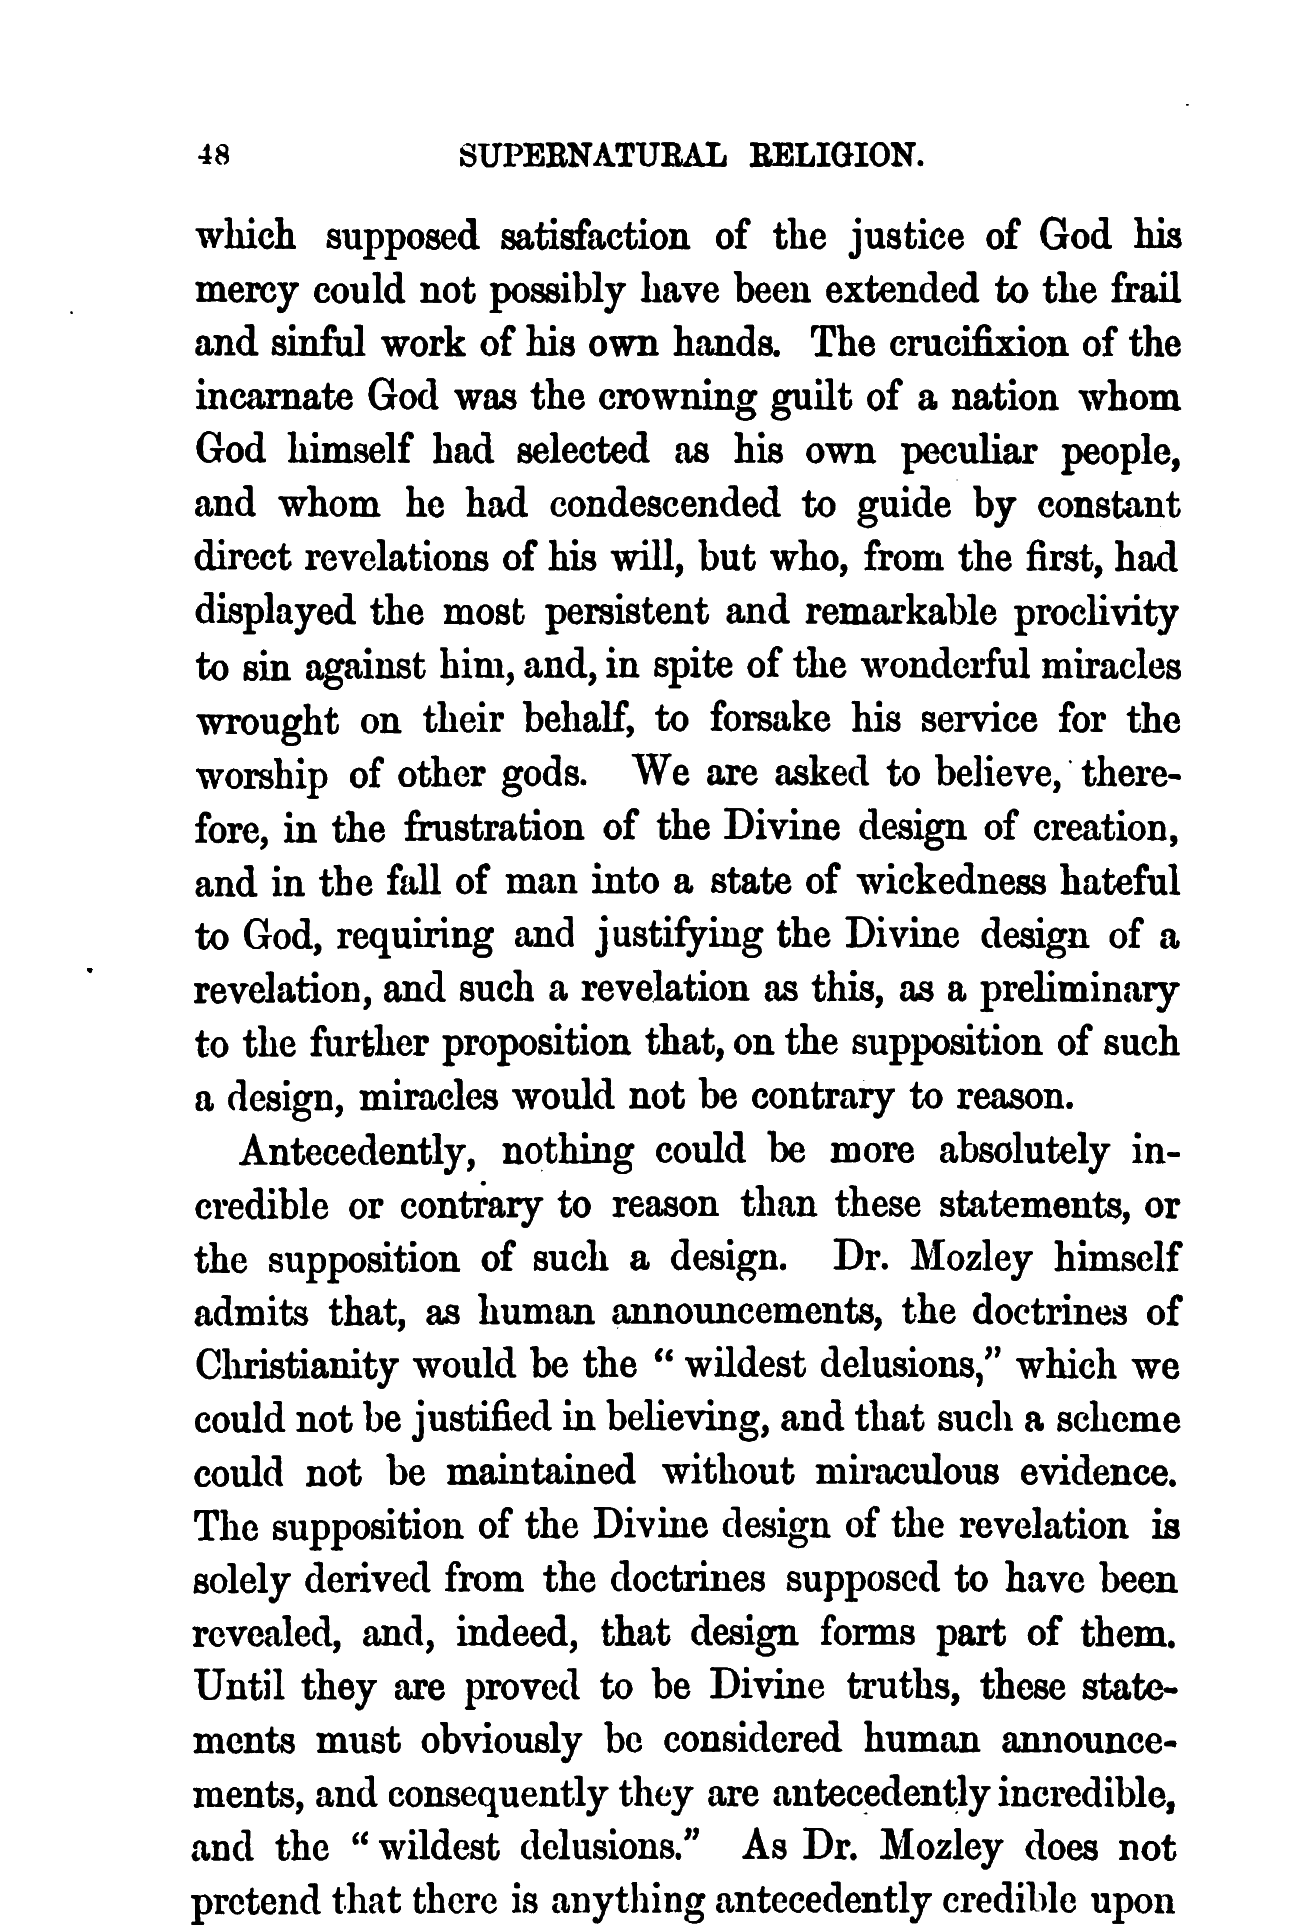 48 SUPERNATURAL RELIGION.
which supposed satisfaction of the justice of God his
mercy could not possibly have been extended to the frail
and sinful work of his own hands. The crucifixion of the
incarnate God was the crowning guilt of a nation whom
God himself had selected as his own peculiar people,
and whom he had condescended to guide by constant
direct revelations of his will, but who, from the first, had
displayed the most persistent and remarkable proclivity
to sin against him, and, in spite of the wonderful miracles
wrought on their behalf, to forsake his service for the
worship of other gods. We are asked to believe, there-
fore, in the frustration of the Divine design of creation,
and in the fall of man into a state of wickedness hateful
to God, requiring and justifying the Divine design of a
revelation, and such a revelation as this, as a preliminary
to the further proposition that, on the supposition of such
a design, miracles would not be contrary to reason.
Antecedently, nothing could be more absolutely in-
credible or contrary to reason than these statements, or
the supposition of such a design. Dr. Mozley himself
admits that, as human announcements, the doctrines of
Christianity would be the “ wildest delusions,” which we
could not be justified in believing, and that such a scheme
could not be maintained without miraculous evidence.
The supposition of the Divine design of the revelation is
solely derived from the doctrines supposed to have been
revealed, and, indeed, that design forms part of them.
Until they are proved to be Divine truths, these state-
ments must obviously be considered human announce-
ments, and consequently they are antecedently incredible,
and the “ wildest delusions.” As Dr. Mozley does not
pretend that there is anything antecedently credible upon